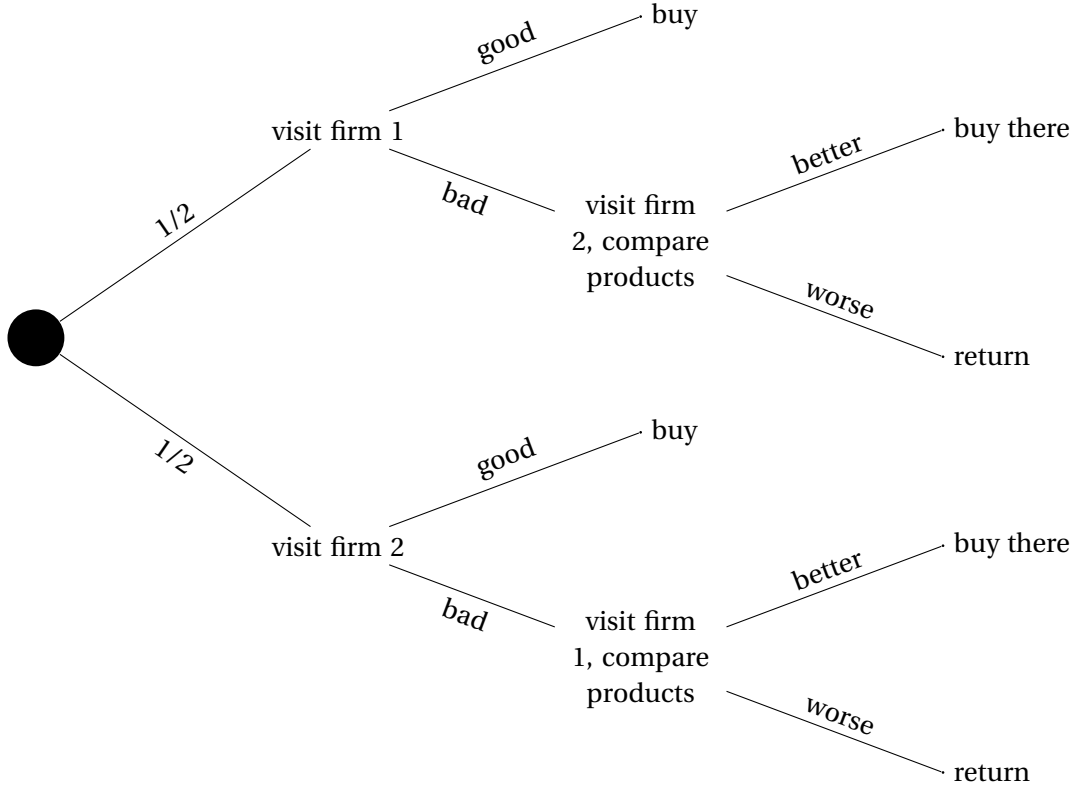 good
buy
visit firm 1
better
buy there
1/2
bad
visit firm
2, compare
products
worse
return
1/2
good
buy
visit firm 2
better
buy there
bad
visit firm
1, compare
products
worse
return